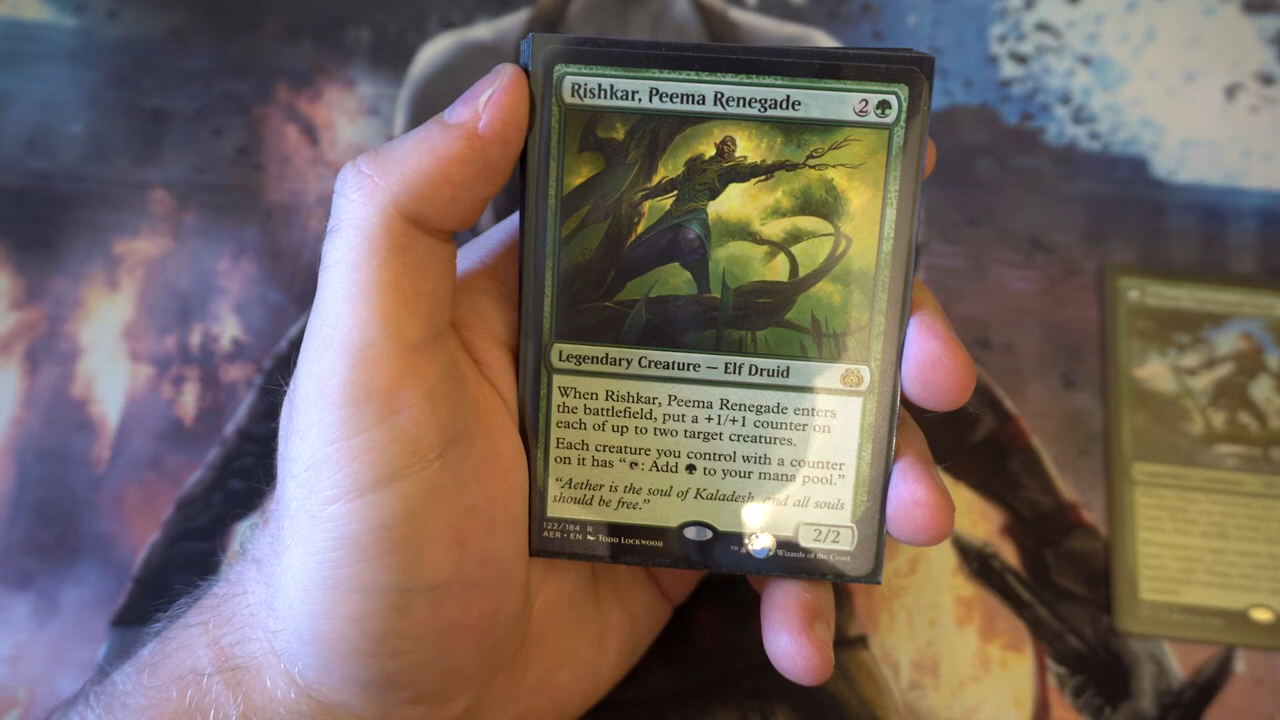 Rishkar, Peema Renegade 2
Legendary Creature — Elf Druid
When Rishkar, Peema Renegade enters
the battlefield, put a +1/+1 counter on
each of up to two target creatures.
Each creature you control with a counter
on it has “: Add to your mana pool.”
“Aether is the soul of Kaladesh, and all souls
should be free.”
2/2
122/184 R
AER • EN Todd Lockwood
™ & Wizards of the Coast